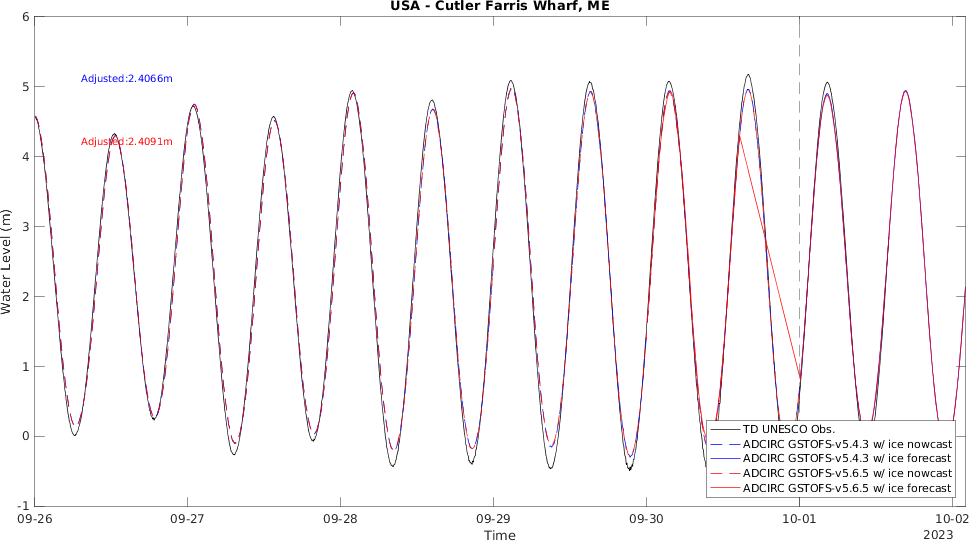 USA - Cutler Farris Wharf, ME
6
5
4
3
2
1
0
-1
Water Level (m)
Adjusted:2.4066m
Adjusted:2.4091m
TD UNESCO Obs.
ADCIRC GSTOFS-v5.4.3 w/ ice nowcast
ADCIRC GSTOFS-v5.4.3 w/ ice forecast
ADCIRC GSTOFS-v5.6.5 w/ ice nowcast
ADCIRC GSTOFS-v5.6.5 w/ ice forecast
09-26 09-27 09-28 09-29 09-30 10-01 10-02
Time
2023